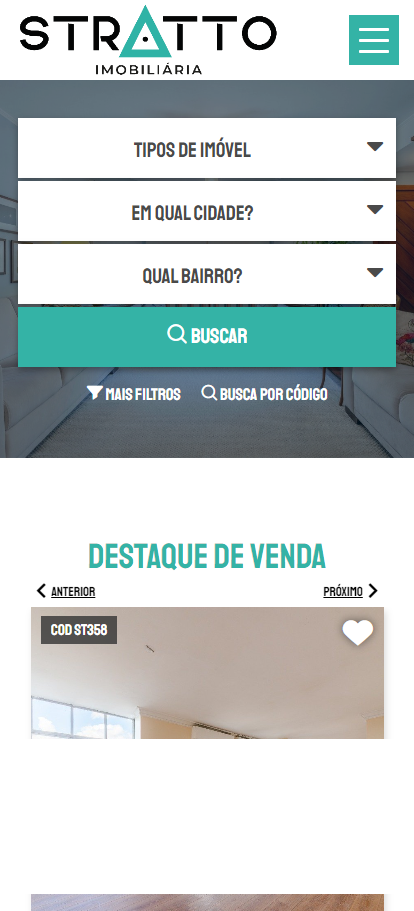 STRATTO
IMOBILIÁRIA
TIPOS DE IMÓVEL
EM QUAL CIDADE?
QUAL BAIRRO?
BUSCAR
MAIS FILTROS BUSCA POR CÓDIGO
DESTAQUE DE VENDA
ANTERIOR PRÓXIMO
COD ST358